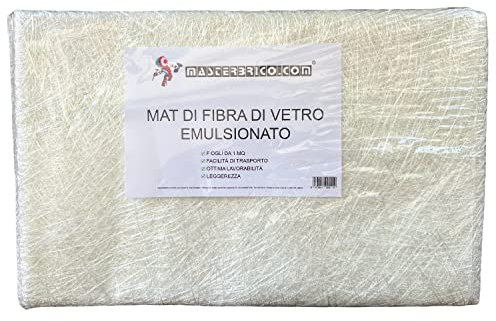 MASTERBRICO.COM®
MAT DI FIBRA DI VETRO
EMULSIONATO
FOGLI DA 1 MQ
FACILITÀ DI TRASPORTO
OTTIMA LAVORABILITÀ
LEGGEREZZA